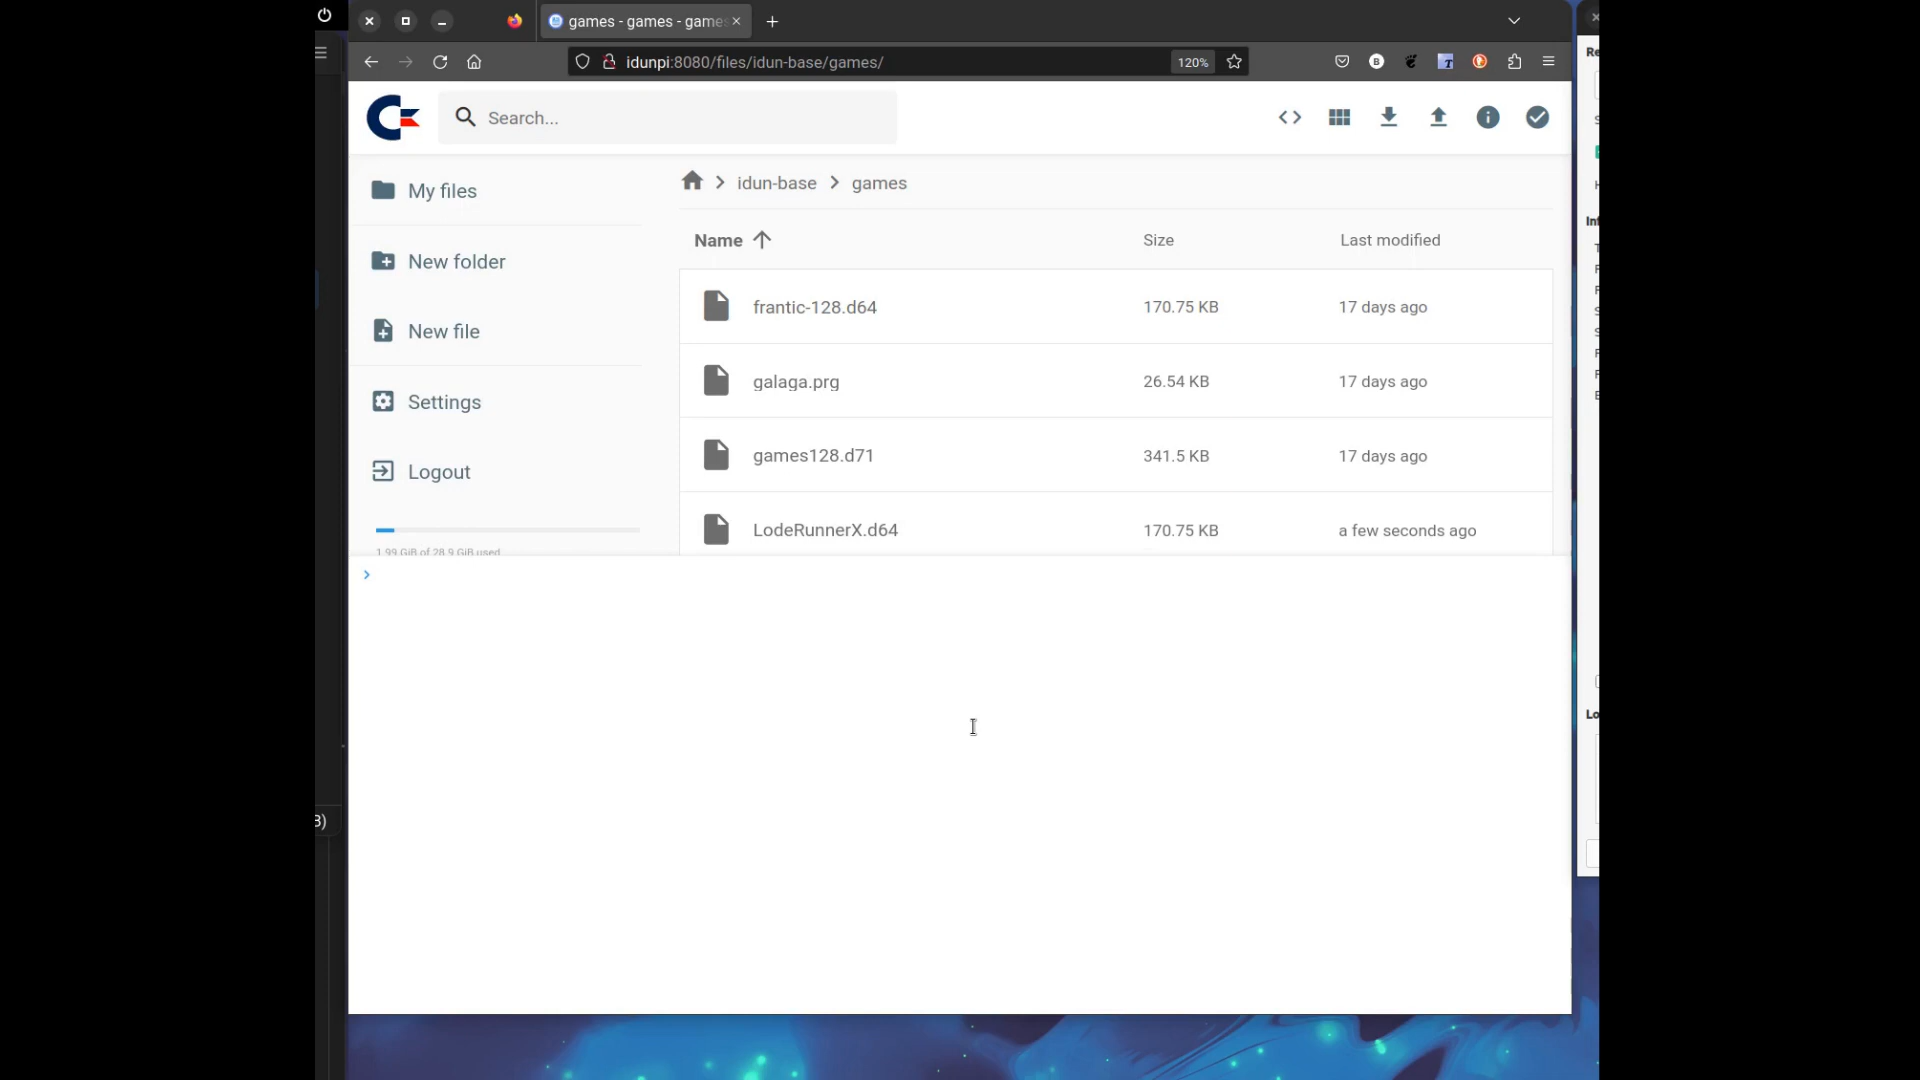 games - games - game
idunpi:8080/files/idun-base/games/
120%
Search...
My files
New folder
New file
Settings
Logout
1.99 GiB of 28.9 GiB used
idun-base
games
Name Size Last modified
frantic-128.d64 170.75 KB 17 days ago
galaga.prg 26.54 KB 17 days ago
games128.d71 341.5 KB 17 days ago
LodeRunnerX.d64 170.75 KB a few seconds ago
3)
Re
Lo